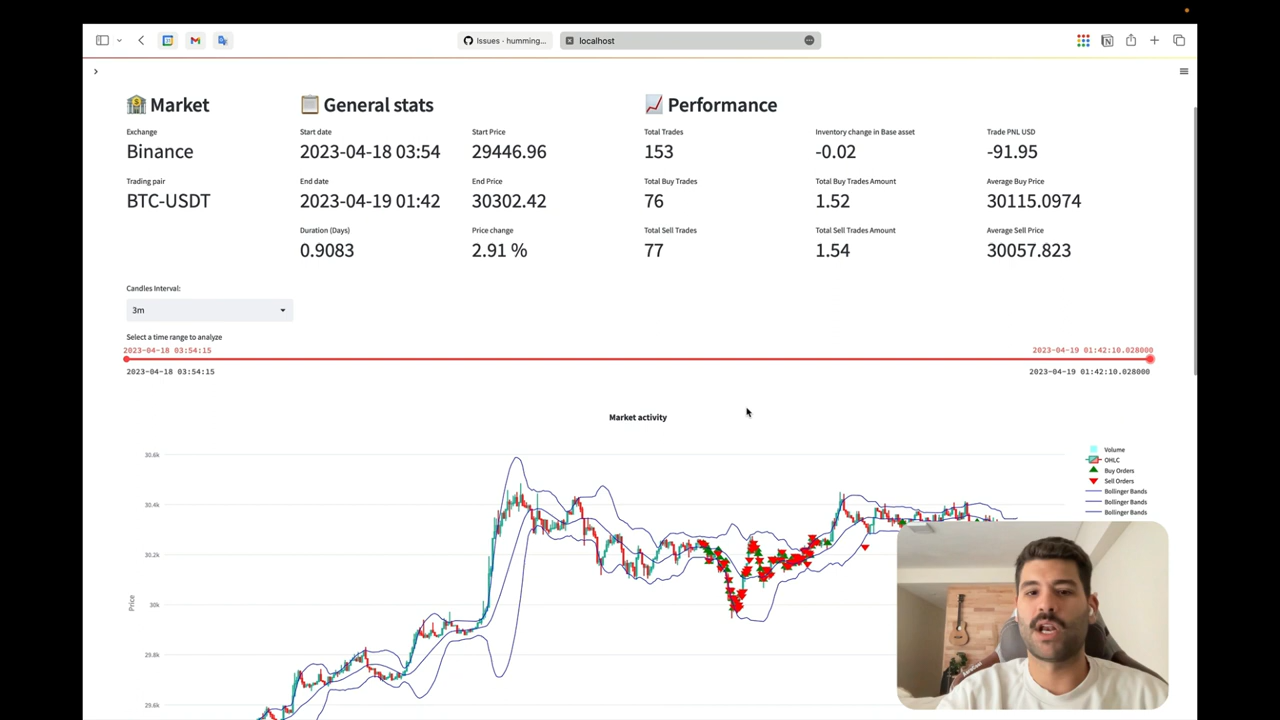 Issues · humming...
localhost
Market
General stats
Performance
Exchange
Start date
Start Price
Total Trades
Inventory change in Base asset
Trade PNL USD
Binance
2023-04-18 03:54
29446.96
153
-0.02
-91.95
Trading pair
End date
End Price
Total Buy Trades
Total Buy Trades Amount
Average Buy Price
BTC-USDT
2023-04-19 01:42
30302.42
76
1.52
30115.0974
Duration (Days)
Price change
Total Sell Trades
Total Sell Trades Amount
Average Sell Price
0.9083
2.91 %
77
1.54
30057.823
Candles Interval:
3m
Select a time range to analyze
2023-04-18 03:54:15
2023-04-19 01:42:10.028000
2023-04-18 03:54:15
2023-04-19 01:42:10.028000
Market activity
Volume
OHLC
Buy Orders
Sell Orders
Bollinger Bands
Bollinger Bands
Bollinger Bands
30.6k
30.4k
30.2k
30k
29.8k
29.6k
Price